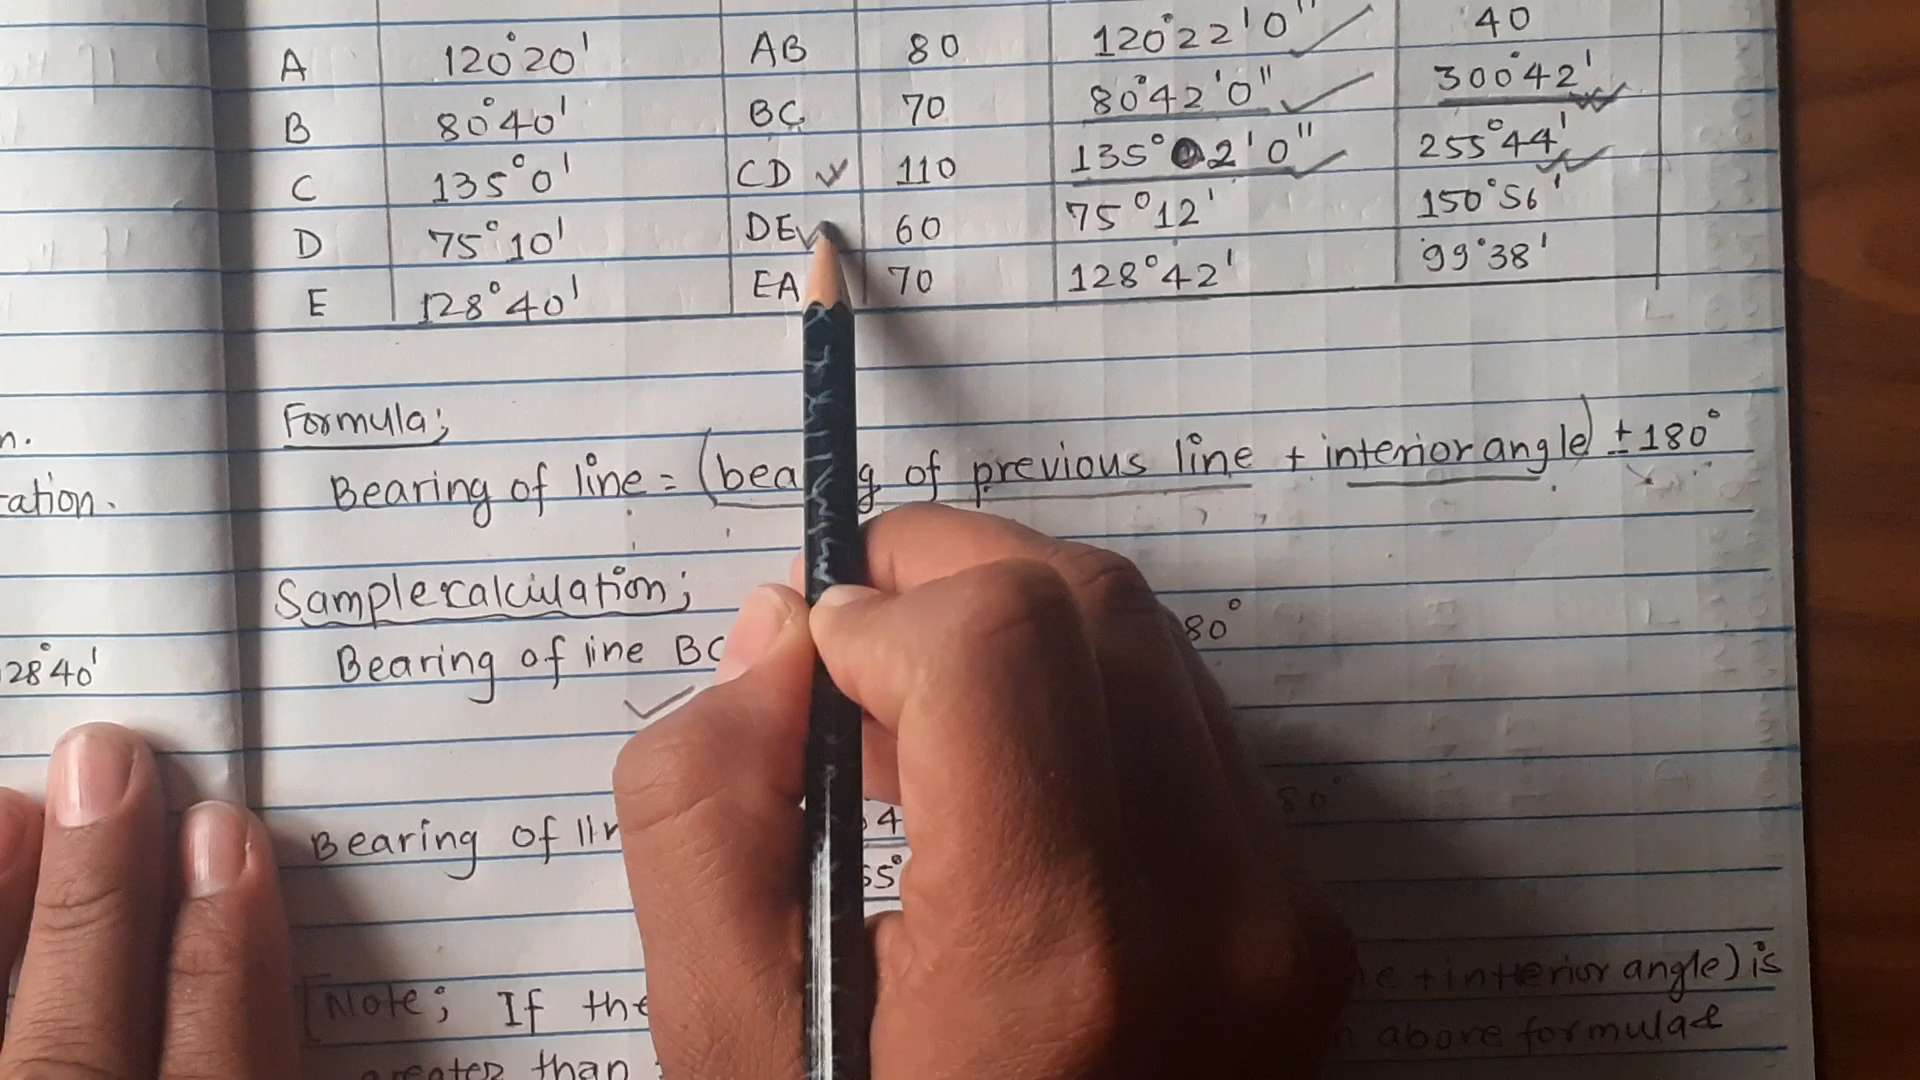 A 120°20' AB 80 120°22'0" 40
B 80°40' BC 70 80°42'0" 300°42'
C 135°0' CD 110 135°2'0" 255°44'
D 75°10' DE 60 75°12' 150°56'
E 128°40' EA 70 128°42' 99°38'
Formula;
Bearing of line = (bea g of previous line + interior angle) ±180°
ation.
Sample calculation;
Bearing of line BC 80°
28°40'
80°
Bearing of 4
55°
Note; If the + interior angle) is
above formula &
greater than